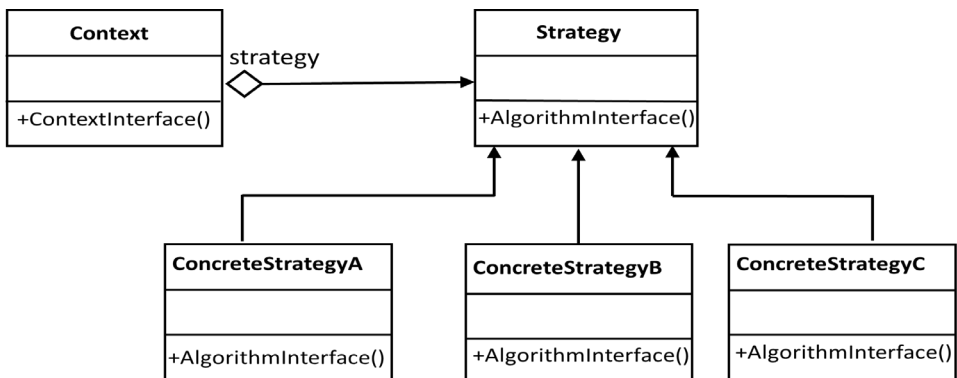 Context
Strategy
strategy
+ContextInterface()
+AlgorithmInterface()
ConcreteStrategyA
ConcreteStrategyB
ConcreteStrategyC
+AlgorithmInterface()
+AlgorithmInterface()
+AlgorithmInterface()